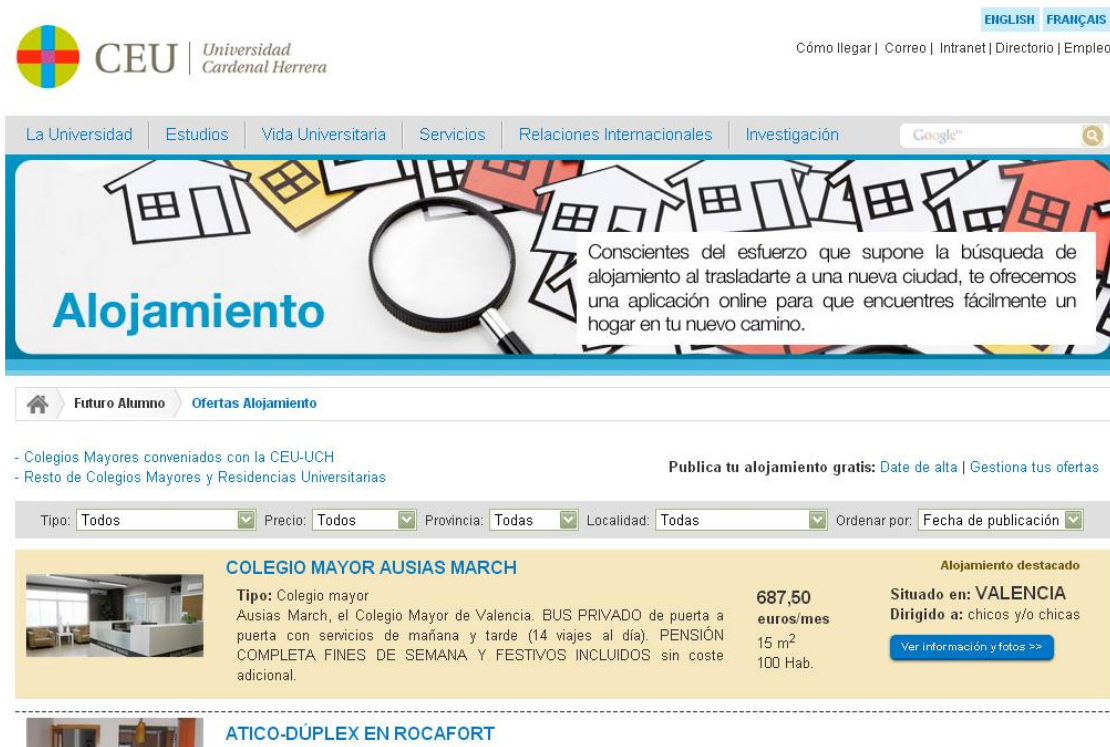 ENGLISH FRANÇAIS
CEU Universidad
Cardenal Herrera
Cómo llegar | Correo | Intranet | Directorio | Empleo
La Universidad Estudios Vida Universitaria Servicios Relaciones Internacionales Investigación Google™
Alojamiento
Conscientes del esfuerzo que supone la búsqueda de
alojamiento al trasladarte a una nueva ciudad, te ofrecemos
una aplicación online para que encuentres fácilmente un
hogar en tu nuevo camino.
Futuro Alumno Ofertas Alojamiento
- Colegios Mayores conveniados con la CEU-UCH
- Resto de Colegios Mayores y Residencias Universitarias
Publica tu alojamiento gratis: Date de alta | Gestiona tus ofertas
Tipo: Todos Precio: Todos Provincia: Todas Localidad: Todas Ordenar por: Fecha de publicación
COLEGIO MAYOR AUSIAS MARCH
Tipo: Colegio mayor
Ausias March, el Colegio Mayor de Valencia. BUS PRIVADO de puerta a
puerta con servicios de mañana y tarde (14 viajes al día). PENSIÓN
COMPLETA FINES DE SEMANA Y FESTIVOS INCLUIDOS sin coste
adicional.
687,50
euros/mes
15 m²
100 Hab.
Alojamiento destacado
Situado en: VALENCIA
Dirigido a: chicos y/o chicas
Ver información y fotos >>
ATICO-DÚPLEX EN ROCAFORT